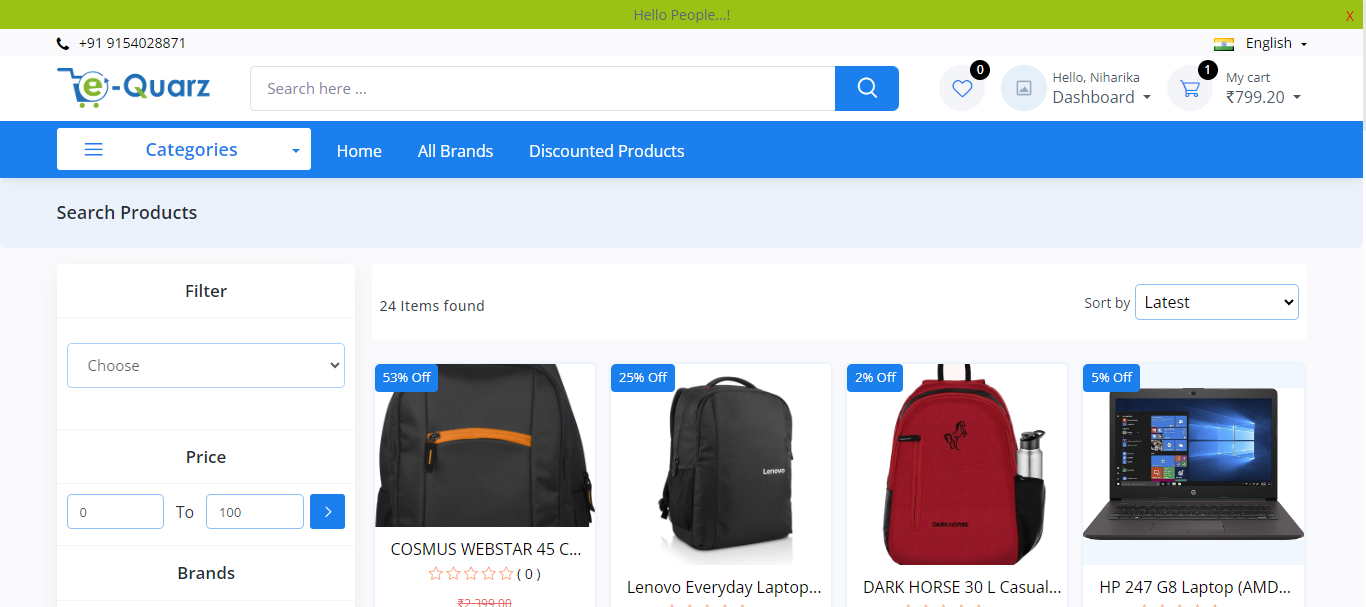 Hello People...!
X
+91 9154028871
English
e-Quarz
Search here ...
0
Hello, Niharika
Dashboard
1
My cart
₹799.20
Categories
Home
All Brands
Discounted Products
Search Products
Filter
Choose
Price
0
To
100
Brands
24 Items found
Sort by
Latest
53% Off
COSMUS WEBSTAR 45 C...
( 0 )
₹2,399.00
25% Off
Lenovo
Lenovo Everyday Laptop...
2% Off
DARK HORSE
DARK HORSE 30 L Casual...
5% Off
hp
HP 247 G8 Laptop (AMD...